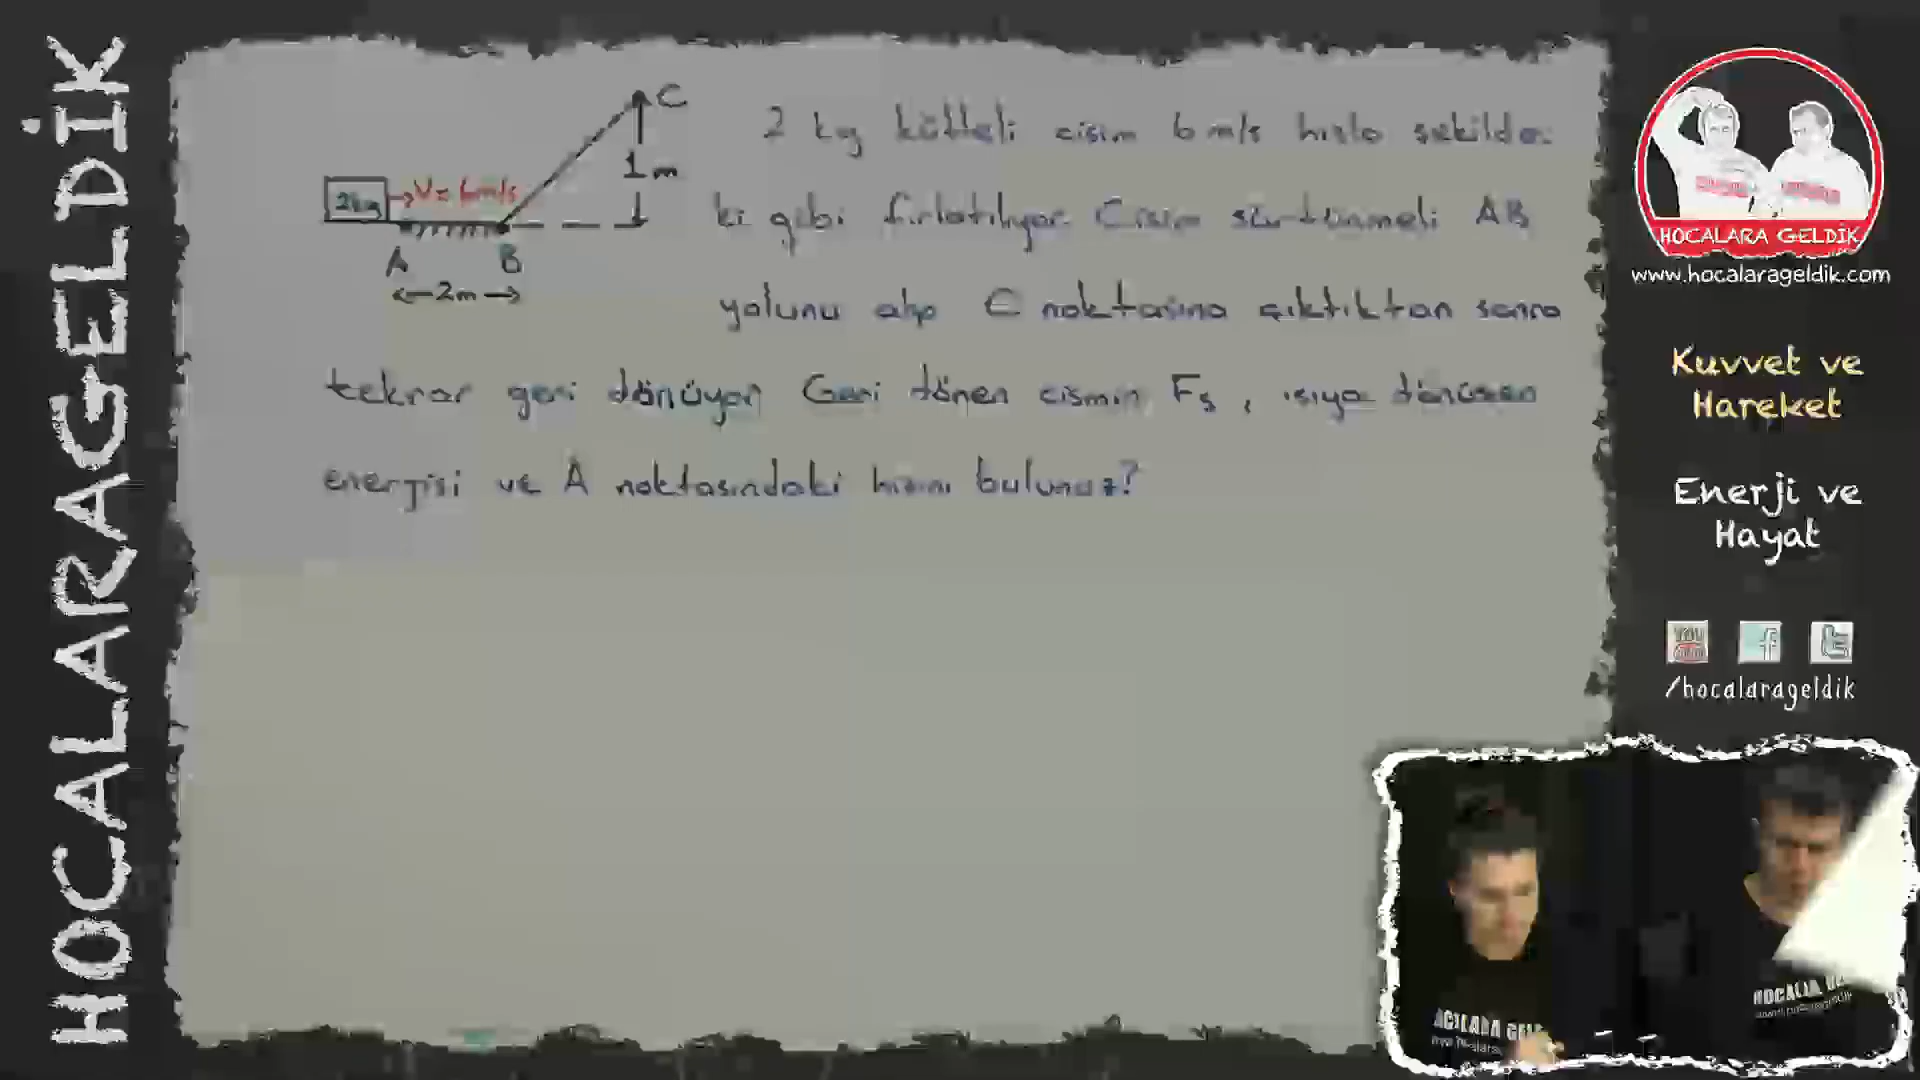 HOCALARAGELDİK
C
1m
2kg
V = 6m/s
A
B
2m
2 kg kütleli cisim 6 m/s hızla şekilde.
ki gibi fırlatılıyor. Cisim sürtünmeli AB
yolunu alıp C noktasına çıktıktan sonra
tekrar geri dönüyor. Geri dönen cismin Fs, ısıya dönüşen
energisi ve A noktasındaki hızını bulunuz?
HOCALARA GELDİK
www.hocalarageldik.com
Kuvvet ve
Hareket
Enerji ve
Hayat
You
f
t
/hocalarageldik